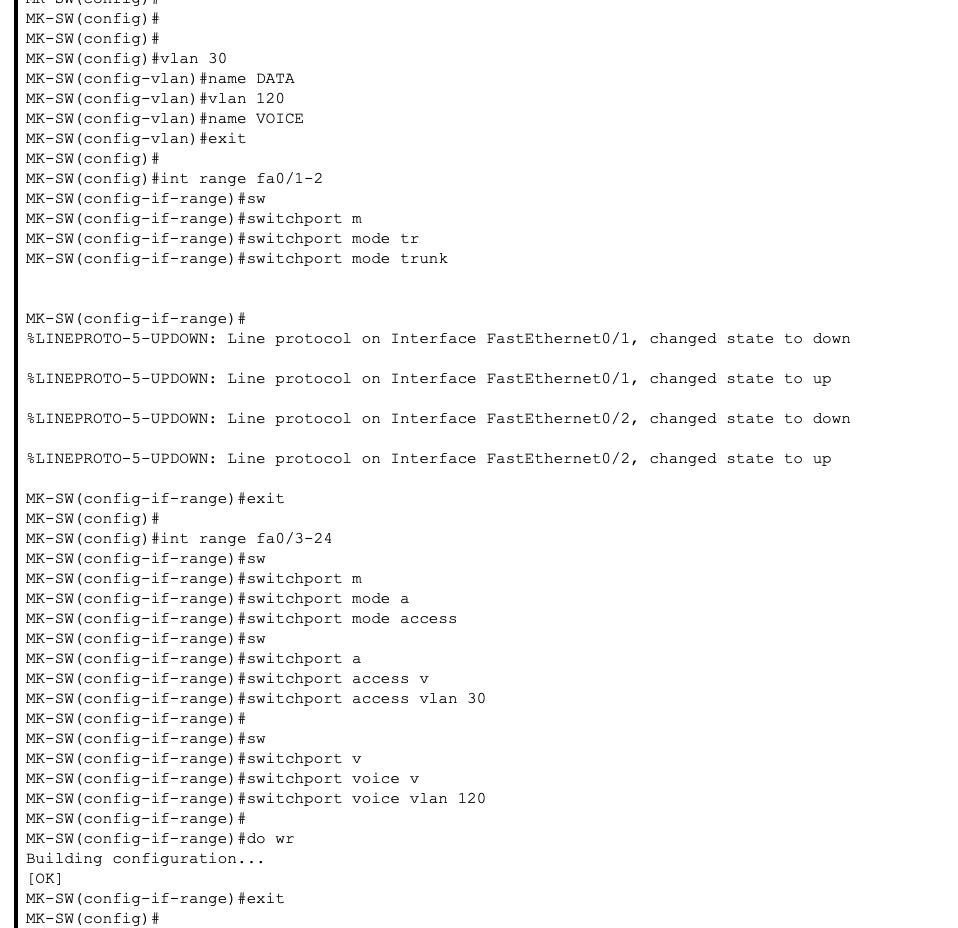 MK-SW(config)#
MK-SW(config)#
MK-SW(config)#
MK-SW(config)#vlan 30
MK-SW(config-vlan)#name DATA
MK-SW(config-vlan)#vlan 120
MK-SW(config-vlan)#name VOICE
MK-SW(config-vlan)#exit
MK-SW(config)#
MK-SW(config)#int range fa0/1-2
MK-SW(config-if-range)#sw
MK-SW(config-if-range)#switchport m
MK-SW(config-if-range)#switchport mode tr
MK-SW(config-if-range)#switchport mode trunk
MK-SW(config-if-range)#
%LINEPROTO-5-UPDOWN: Line protocol on Interface FastEthernet0/1, changed state to down
%LINEPROTO-5-UPDOWN: Line protocol on Interface FastEthernet0/1, changed state to up
%LINEPROTO-5-UPDOWN: Line protocol on Interface FastEthernet0/2, changed state to down
%LINEPROTO-5-UPDOWN: Line protocol on Interface FastEthernet0/2, changed state to up
MK-SW(config-if-range)#exit
MK-SW(config)#
MK-SW(config)#int range fa0/3-24
MK-SW(config-if-range)#sw
MK-SW(config-if-range)#switchport m
MK-SW(config-if-range)#switchport mode a
MK-SW(config-if-range)#switchport mode access
MK-SW(config-if-range)#sw
MK-SW(config-if-range)#switchport a
MK-SW(config-if-range)#switchport access v
MK-SW(config-if-range)#switchport access vlan 30
MK-SW(config-if-range)#
MK-SW(config-if-range)#sw
MK-SW(config-if-range)#switchport v
MK-SW(config-if-range)#switchport voice v
MK-SW(config-if-range)#switchport voice vlan 120
MK-SW(config-if-range)#
MK-SW(config-if-range)#do wr
Building configuration...
[OK]
MK-SW(config-if-range)#exit
MK-SW(config)#